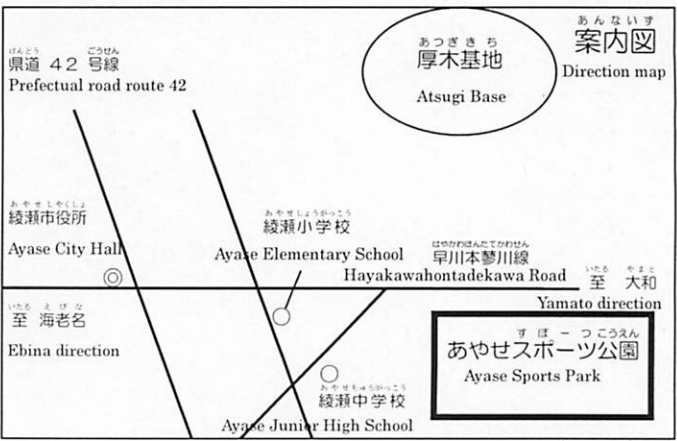 あんないず
案内図
Direction map
あつぎきち
厚木基地
Atsugi Base
けんどう ごうせん
県道 42 号線
Prefectual road route 42
あやせしやくしょ
綾瀬市役所
Ayase City Hall
◎
あやせしょうがっこう
綾瀬小学校
Ayase Elementary School
はやかわほんたてかわせん
早川本蓼川線
Hayakawahontadekawa Road
いたる やまと
至 大和
Yamato direction
いたる えびな
至 海老名
Ebina direction
すぽーつこうえん
あやせスポーツ公園
Ayase Sports Park
あやせちゅうがっこう
綾瀬中学校
Ayase Junior High School